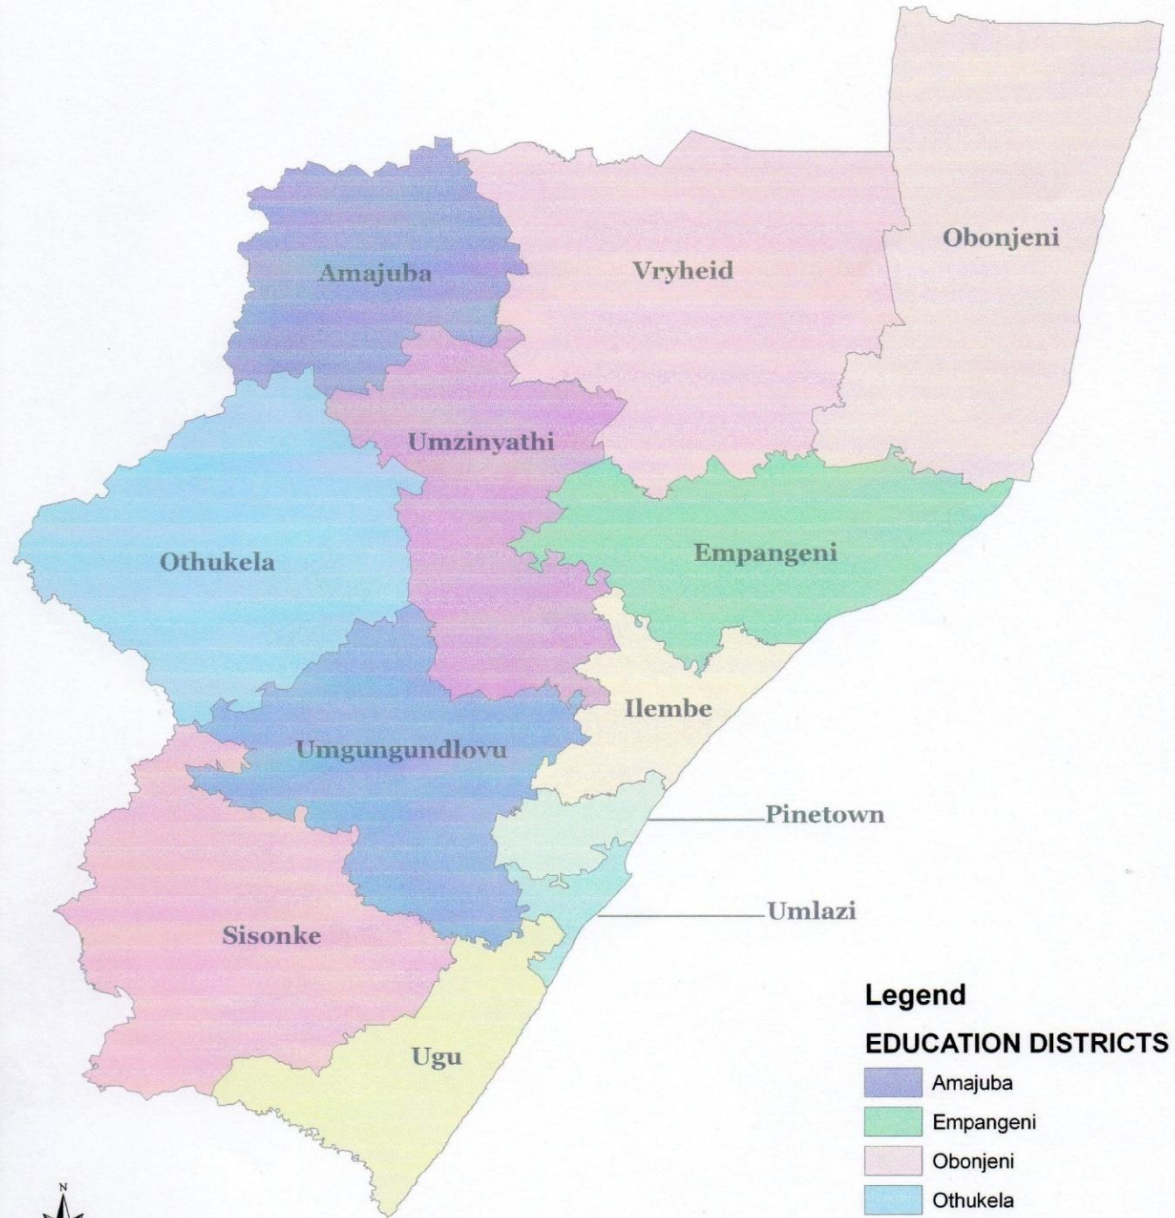 Obonjeni
Amajuba
Vryheid
Umzinyathi
Othukela
Empangeni
Ilembe
Umgungundlovu
Pinetown
Umlazi
Sisonke
Ugu
Legend
EDUCATION DISTRICTS
Amajuba
Empangeni
Obonjeni
Othukela
N